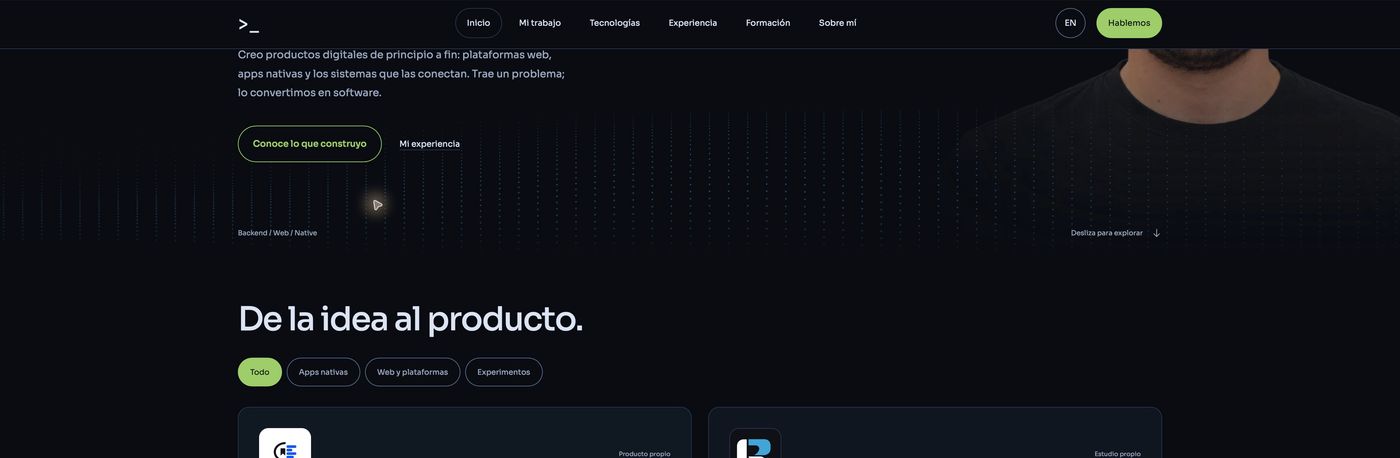 >_
Inicio
Mi trabajo
Tecnologías
Experiencia
Formación
Sobre mí
EN
Hablemos
Creo productos digitales de principio a fin: plataformas web,
apps nativas y los sistemas que las conectan. Trae un problema;
lo convertimos en software.
Conoce lo que construyo
Mi experiencia
Backend / Web / Native
Desliza para explorar ↓
De la idea al producto.
Todo
Apps nativas
Web y plataformas
Experimentos
Producto propio
Estudio propio